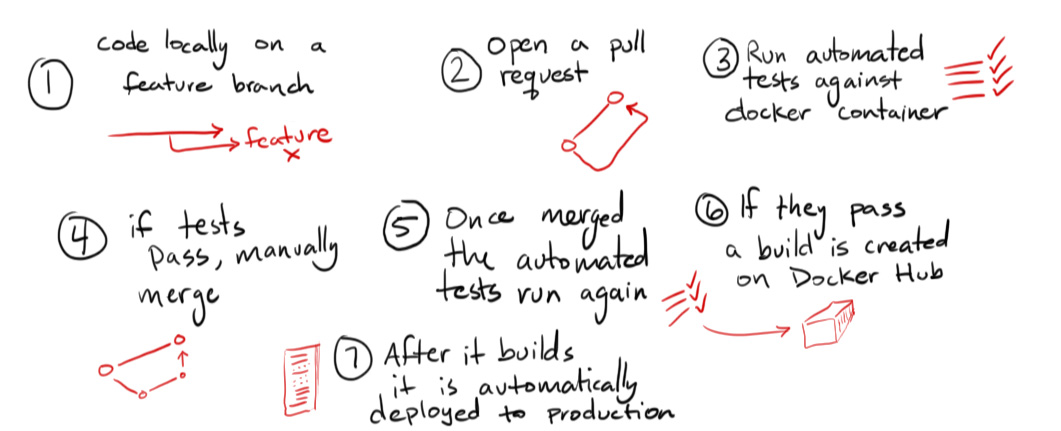 ① code locally on a
feature branch
feature
x
② Open a pull
request
③ Run automated
tests against
docker container
④ if tests
Pass, manually
merge
⑤ Once merged
the automated
tests run again
⑥ If they pass
a build is created
on Docker Hub
⑦ After it builds
it is automatically
deployed to production